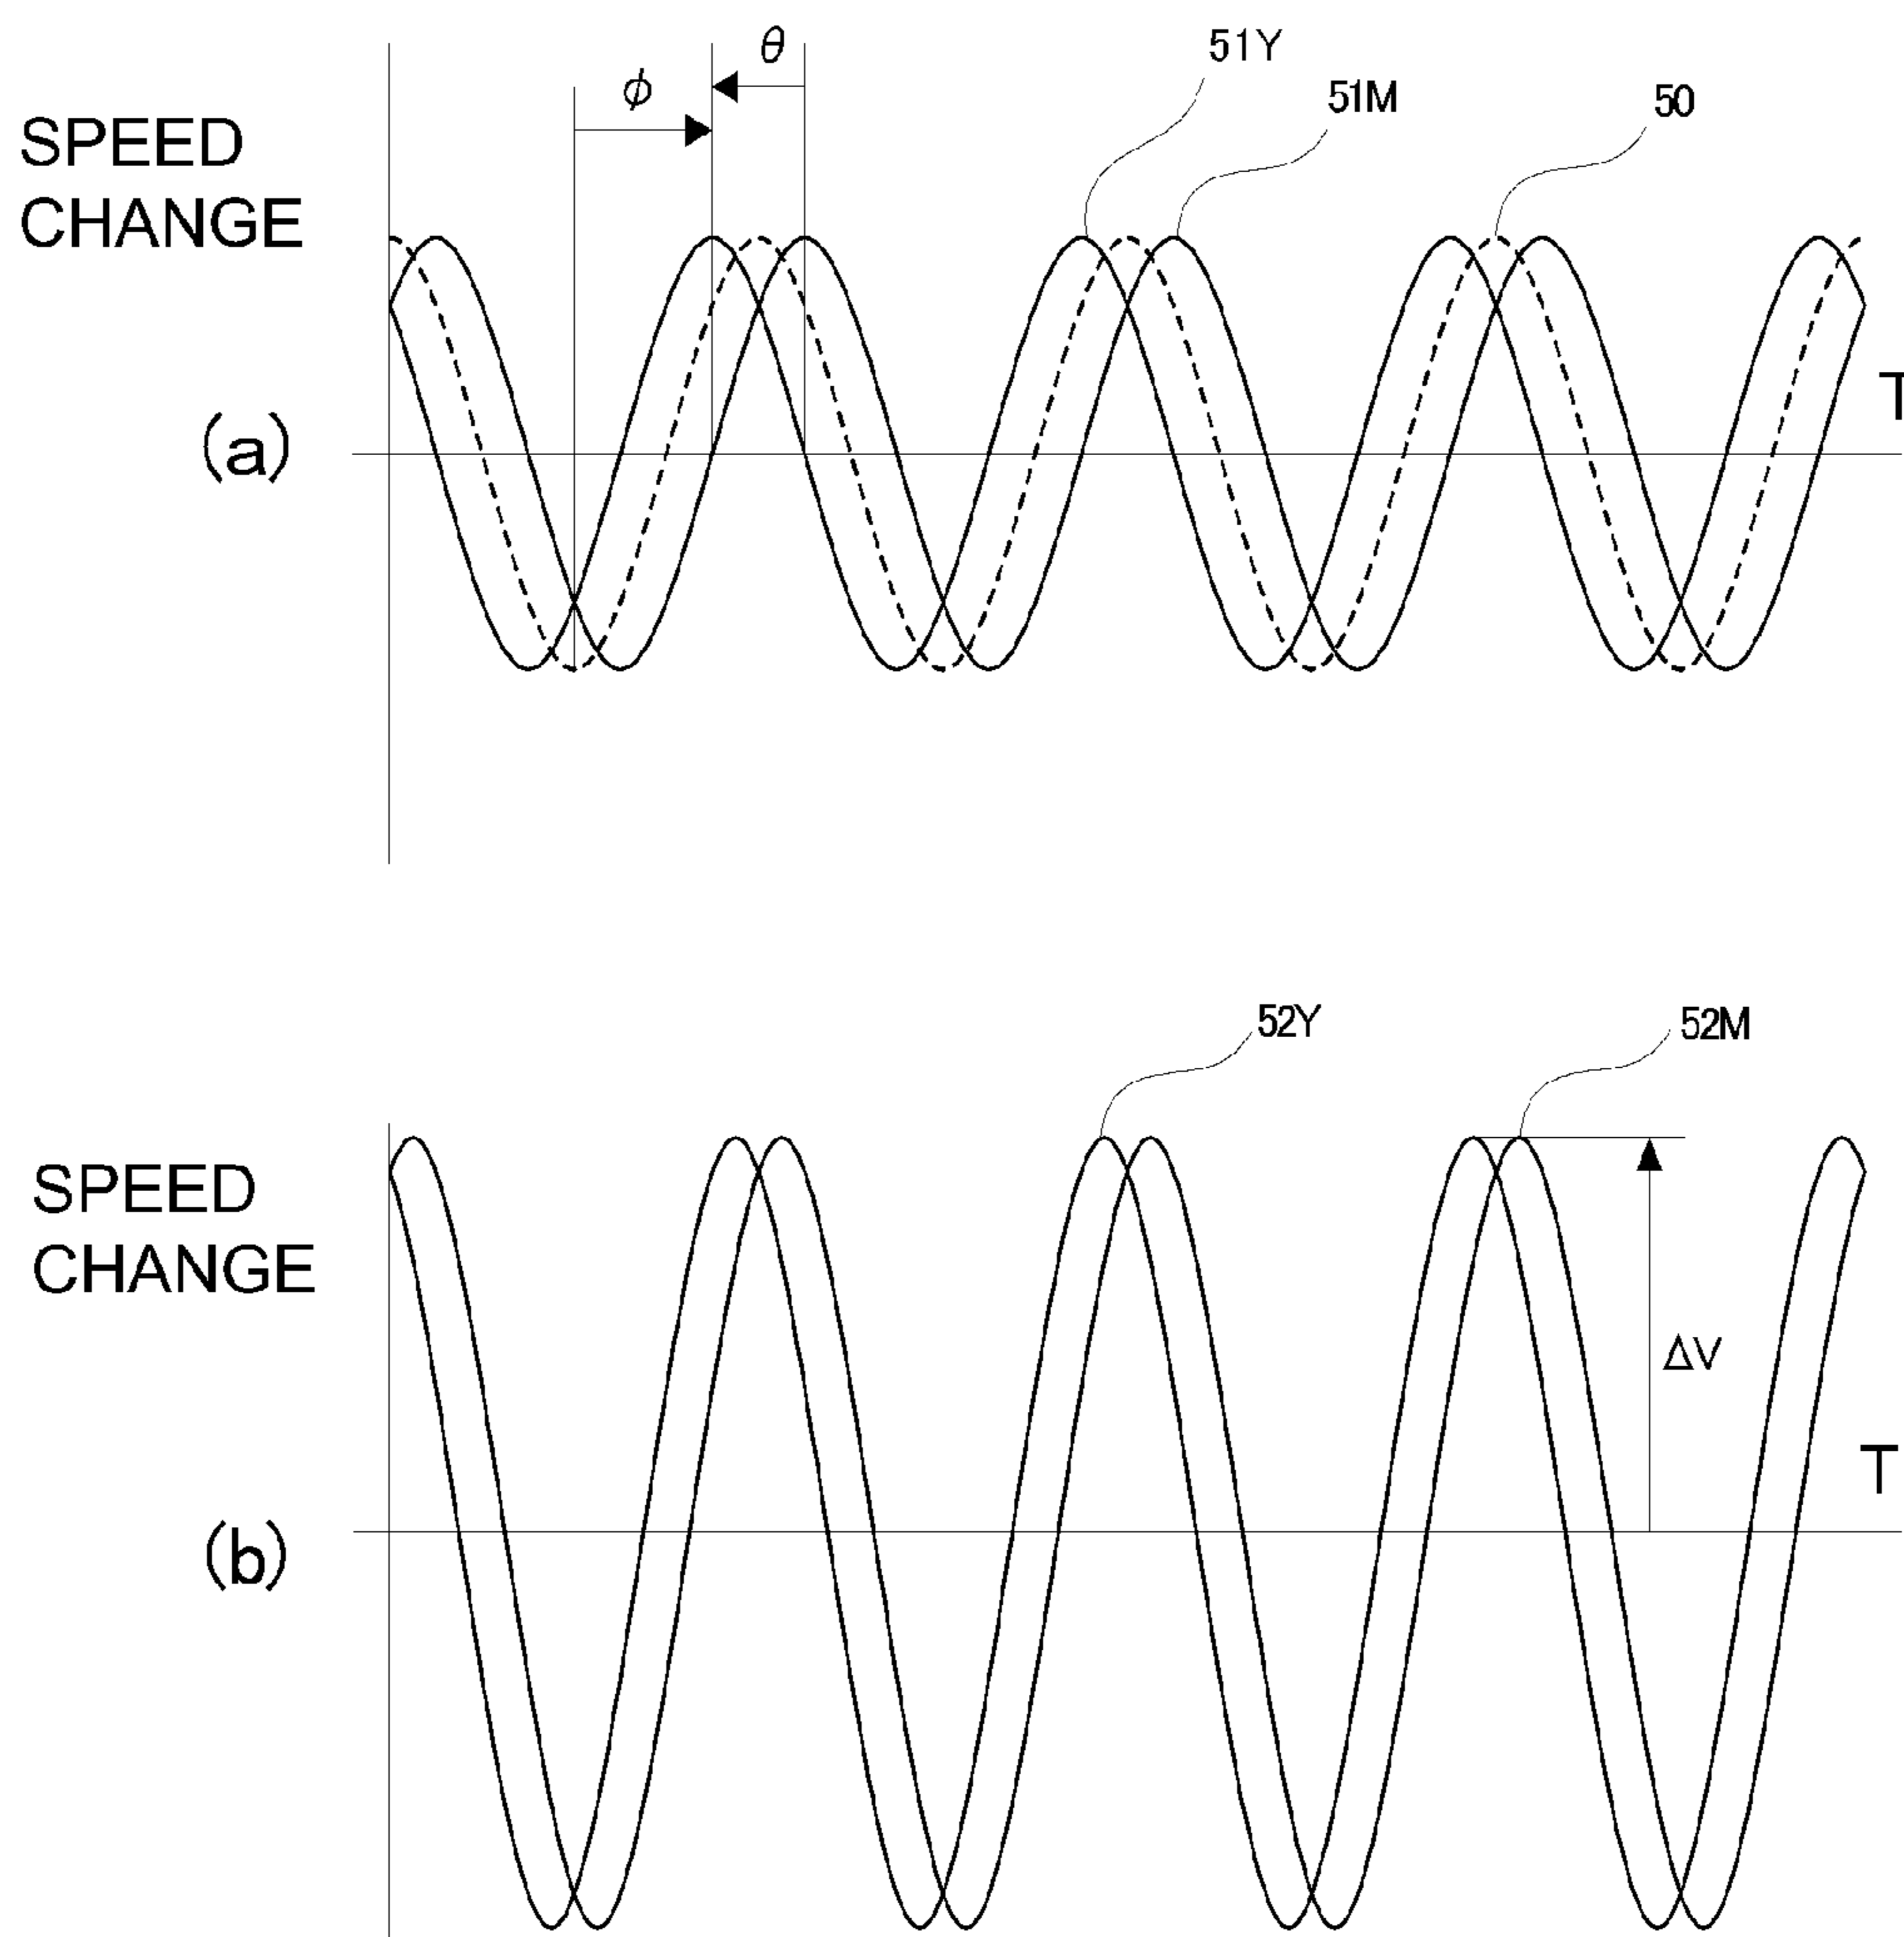 θ
ϕ
51Y
51M
50
SPEED
CHANGE
T
(a)
52Y
52M
SPEED
CHANGE
ΔV
T
(b)